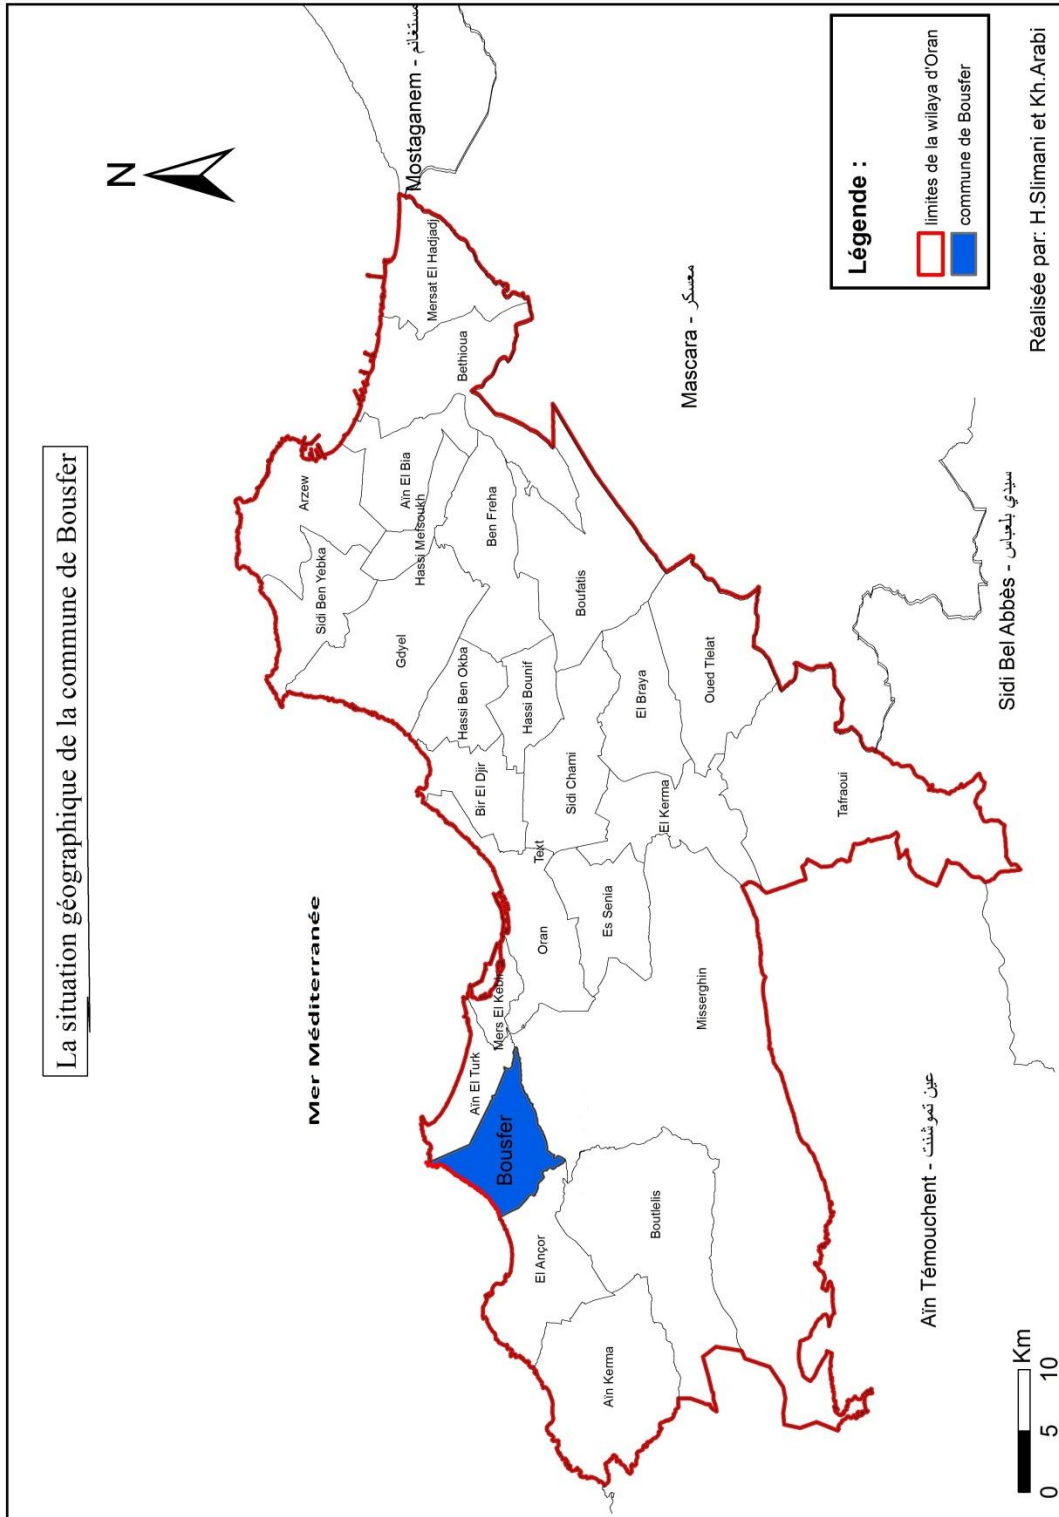 La situation géographique de la commune de Bousfer
N
Mer Méditerranée
Mostaganem - مستغانم
Mersat El Hadjadj
Bethioua
Arzew
Aïn El Bia
Sidi Ben Yebka
Hassi Mefsoukh
Ben Freha
Gdyel
Boufatis
Hassi Ben Okba
Hassi Bounif
Bir El Djir
Sidi Chami
El Braya
Oued Tlelat
Text
El Kerma
Tafraoui
Oran
Es Senia
Mers El Kebir
Misserghin
Aïn El Turk
Bousfer
El Ançor
Boutlelis
Aïn Kerma
Mascara - معسكر
Sidi Bel Abbès - سيدي بلعباس
Aïn Témouchent - عين تموشنت
Légende :
limites de la wilaya d'Oran
commune de Bousfer
Réalisée par: H.Slimani et Kh.Arabi
0 5 10
Km